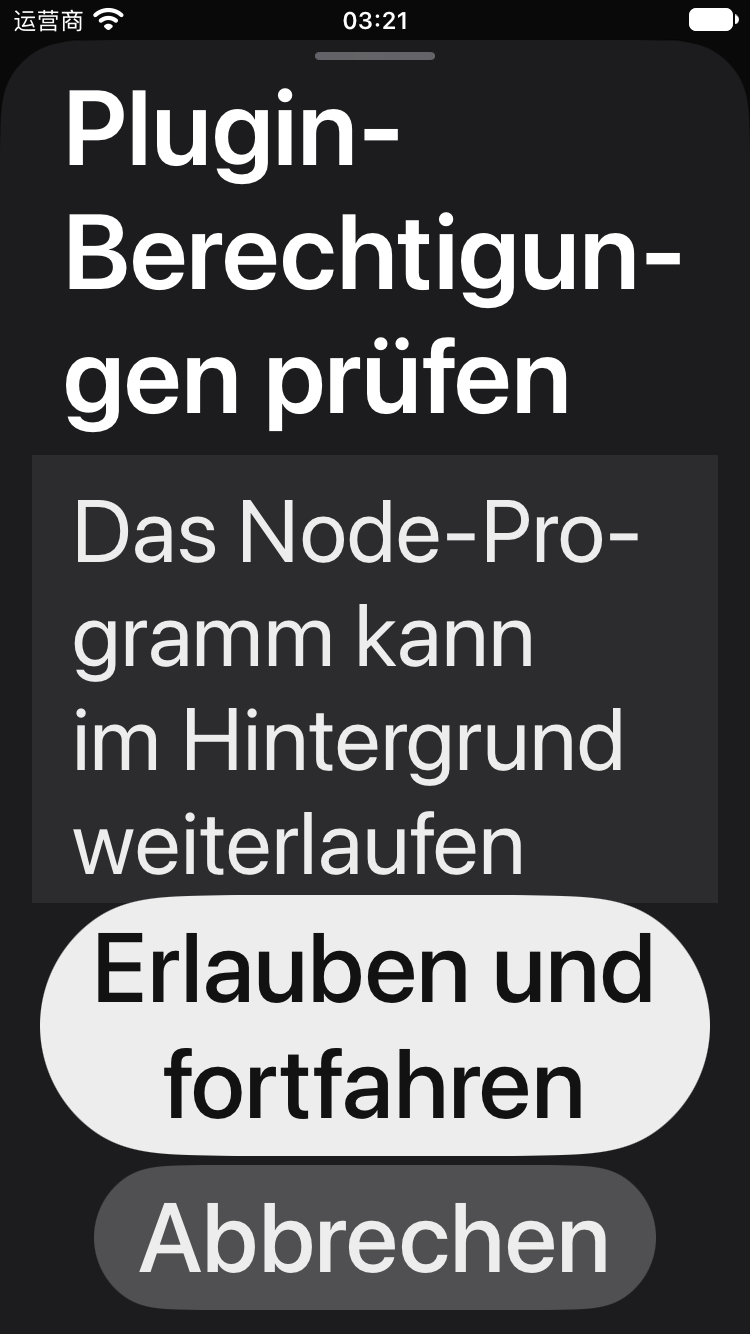 运营商
03:21
Plugin-
Berechtigun-
gen prüfen
Das Node-Pro-
gramm kann
im Hintergrund
weiterlaufen
Erlauben und
fortfahren
Abbrechen